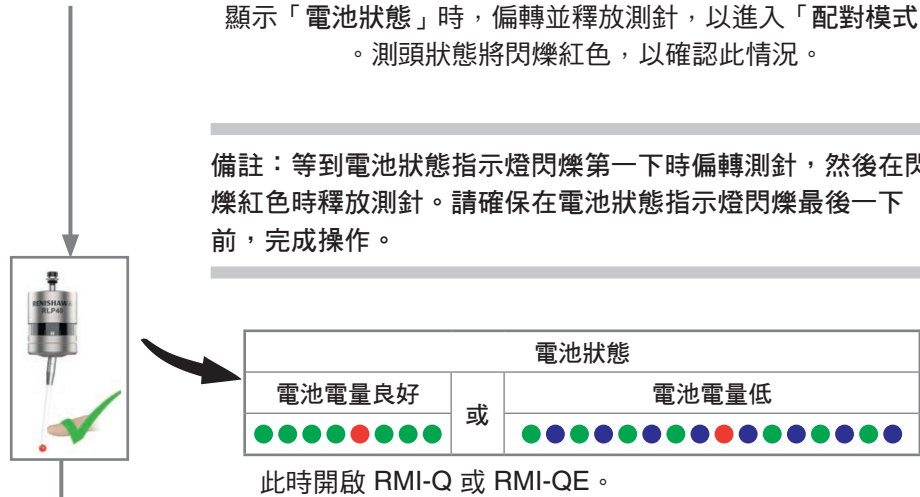 顯示「電池狀態」時，偏轉並釋放測針，以進入「配對模式
。測頭狀態將閃爍紅色，以確認此情況。
備註：等到電池狀態指示燈閃爍第一下時偏轉測針，然後在閃
爍紅色時釋放測針。請確保在電池狀態指示燈閃爍最後一下
前，完成操作。
RENISHAW
RLP40
電池狀態
電池電量良好
或
電池電量低
此時開啟 RMI-Q 或 RMI-QE。